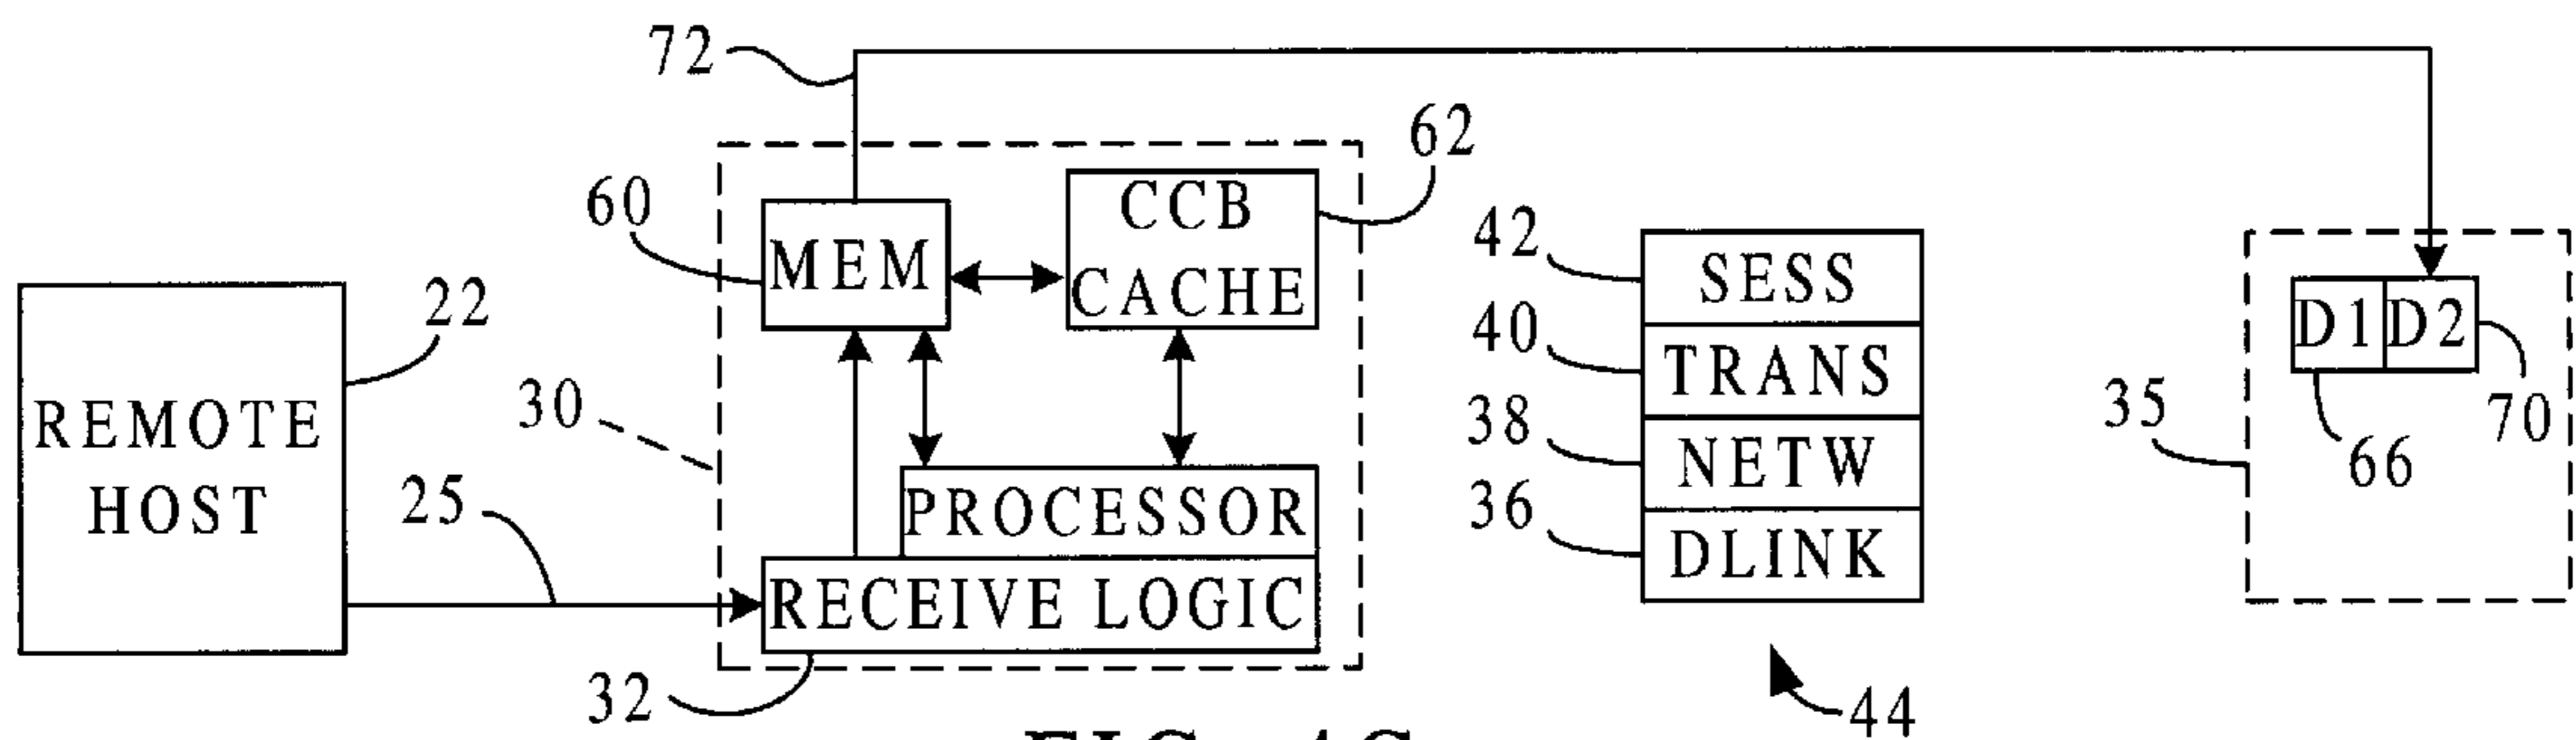 72
62
60
CCB
CACHE
MEM
42
SESS
22
40
TRANS
D1 D2
REMOTE
HOST
30
38
NETW
35
66
70
25
PROCESSOR
36
DLINK
RECEIVE LOGIC
32
44